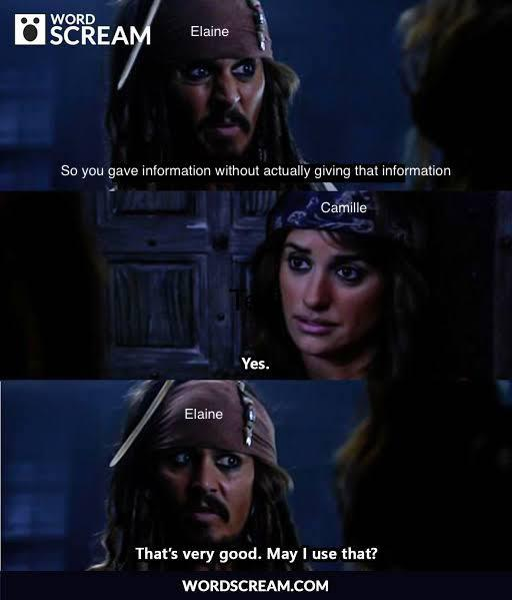 WORD
SCREAM
Elaine
So you gave information without actually giving that information
Camille
Yes.
Elaine
That's very good. May I use that?
WORDSCREAM.COM